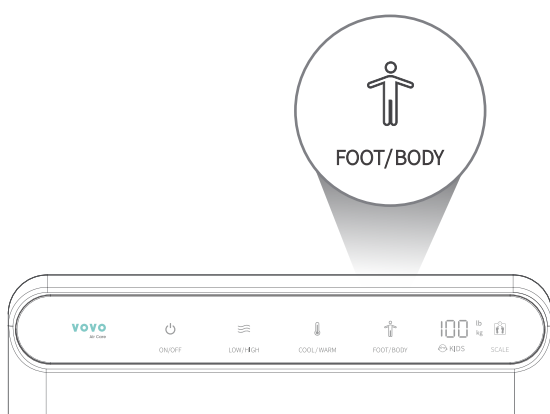 FOOT/BODY
VOVO
Air Care
ON/OFF
LOW/HIGH
COOL/WARM
FOOT/BODY
100 lb
kg
KIDS
SCALE